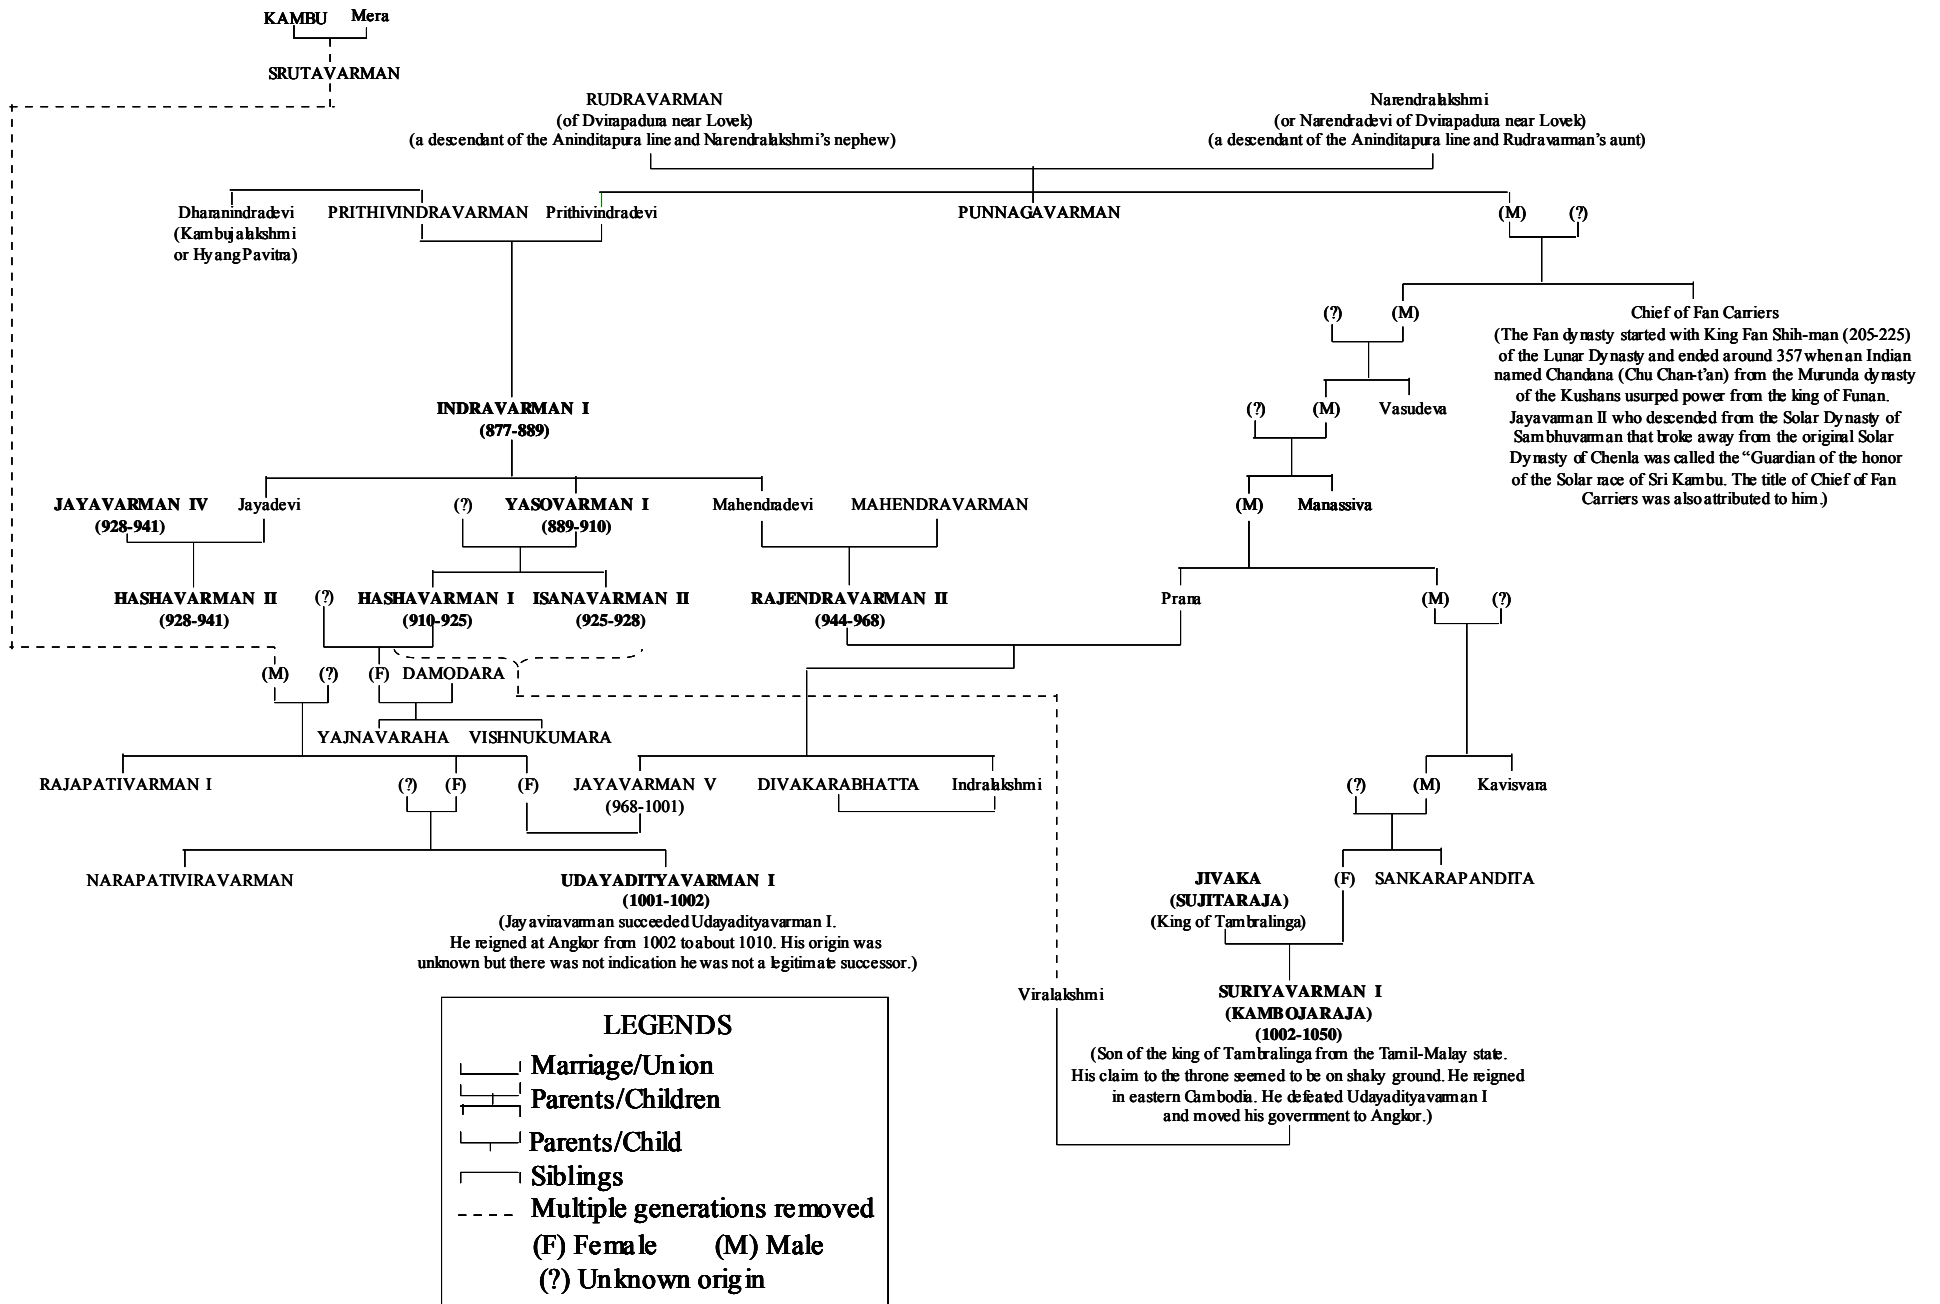 KAMBU Mera
SRUTAVARMAN
RUDRAVARMAN
(of Dvirapadura near Lovek)
(a descendant of the Aninditapura line and Narendralakshmi's nephew)
Narendralakshmi
(or Narendradevi of Dvirapadura near Lovek)
(a descendant of the Aninditapura line and Rudravarman's aunt)
Dharanindradevi
(Kambujalakshmi
or Hyang Pavitra)
PRITHIVINDRAVARMAN
Prithivindradevi
PUNNAGAVARMAN
(M) (?)
(?) (M)
Chief of Fan Carriers
(The Fan dynasty started with King Fan Shih-man (205-225)
of the Lunar Dynasty and ended around 357 when an Indian
named Chandana (Chu Chan-t'an) from the Murunda dynasty
of the Kushans usurped power from the king of Funan.
Jayavarman II who descended from the Solar Dynasty of
Sambhuvarman that broke away from the original Solar
Dynasty of Chenla was called the “Guardian of the honor
of the Solar race of Sri Kambu. The title of Chief of Fan
Carriers was also attributed to him.)
INDRAVARMAN I
(877-889)
(?) (M) Vasudeva
JAYAVARMAN IV
(928-941)
Jayadevi
(?)
YASOVARMAN I
(889-910)
Mahendradevi
MAHENDRAVARMAN
(M) Manassiva
HASHAVARMAN II
(928-941)
(?)
HASHAVARMAN I
(910-925)
ISANAVARMAN II
(925-928)
RAJENDRAVARMAN II
(944-968)
Prana
(M) (?)
(M) (?) (F) DAMODARA
YAJNAVARAHA VISHNUKUMARA
RAJAPATIVARMAN I
(?) (F) (F)
JAYAVARMAN V
(968-1001)
DIVAKARABHATTA
Indralakshmi
(?) (M) Kavisvara
NARAPATIVIRAVARMAN
UDAYADITYAVARMAN I
(1001-1002)
(Jayaviravarman succeeded Udayadityavarman I.
He reigned at Angkor from 1002 to about 1010. His origin was
unknown but there was not indication he was not a legitimate successor.)
JIVAKA
(SUJITARAJA)
(King of Tambralinga)
(F) SANKARAPANDITA
Viralakshmi
SURIYAVARMAN I
(KAMBOJARAJA)
(1002-1050)
(Son of the king of Tambralinga from the Tamil-Malay state.
His claim to the throne seemed to be on shaky ground. He reigned
in eastern Cambodia. He defeated Udayadityavarman I
and moved his government to Angkor.)
LEGENDS
Marriage/Union
Parents/Children
Parents/Child
Siblings
Multiple generations removed
(F) Female (M) Male
(?) Unknown origin